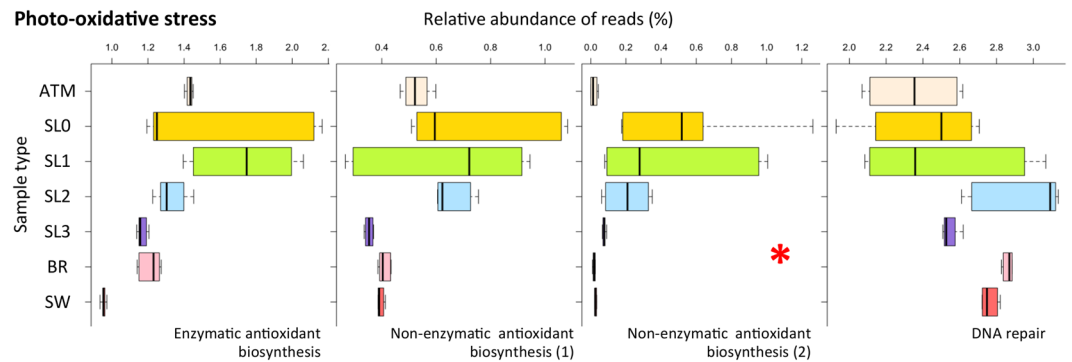 Photo-oxidative stress
Relative abundance of reads (%)
1.0 1.2 1.4 1.6 1.8 2.0 2.
0.4 0.6 0.8 1.0
0.0 0.2 0.4 0.6 0.8 1.0 1.2
2.0 2.2 2.4 2.6 2.8 3.0
Sample type
ATM
SL0
SL1
SL2
SL3
BR
SW
*
Enzymatic antioxidant
biosynthesis
Non-enzymatic antioxidant
biosynthesis (1)
Non-enzymatic antioxidant
biosynthesis (2)
DNA repair